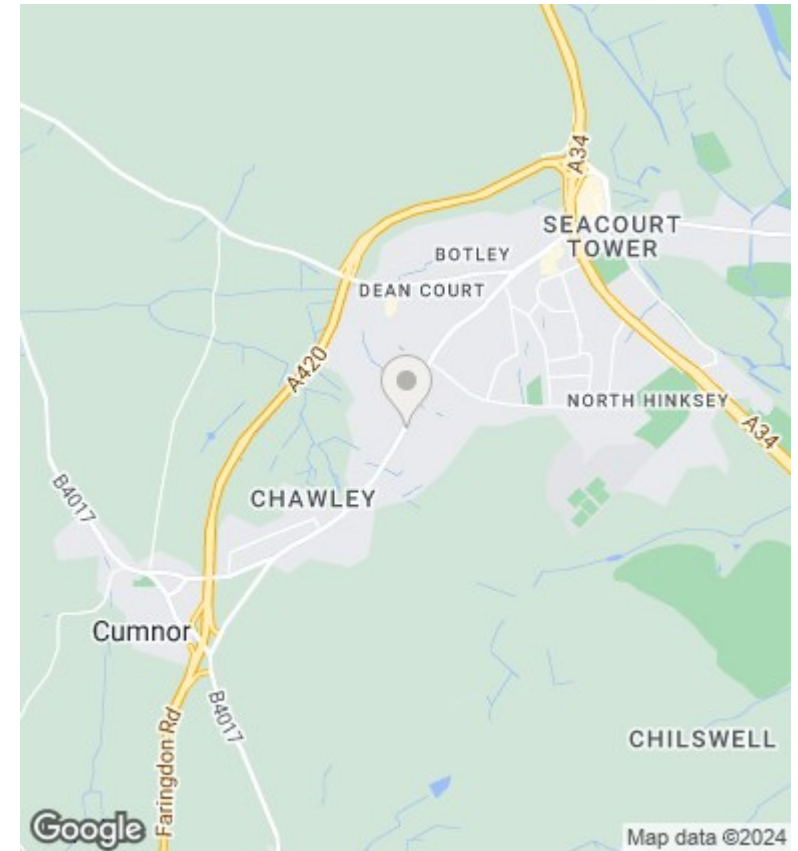 A34
SEACOURT
TOWER
BOTLEY
DEAN COURT
A420
NORTH HINKSEY
A34
CHAWLEY
B4017
Cumnor
B4017
Faringdon Rd
CHILSWELL
Google
Map data ©2024